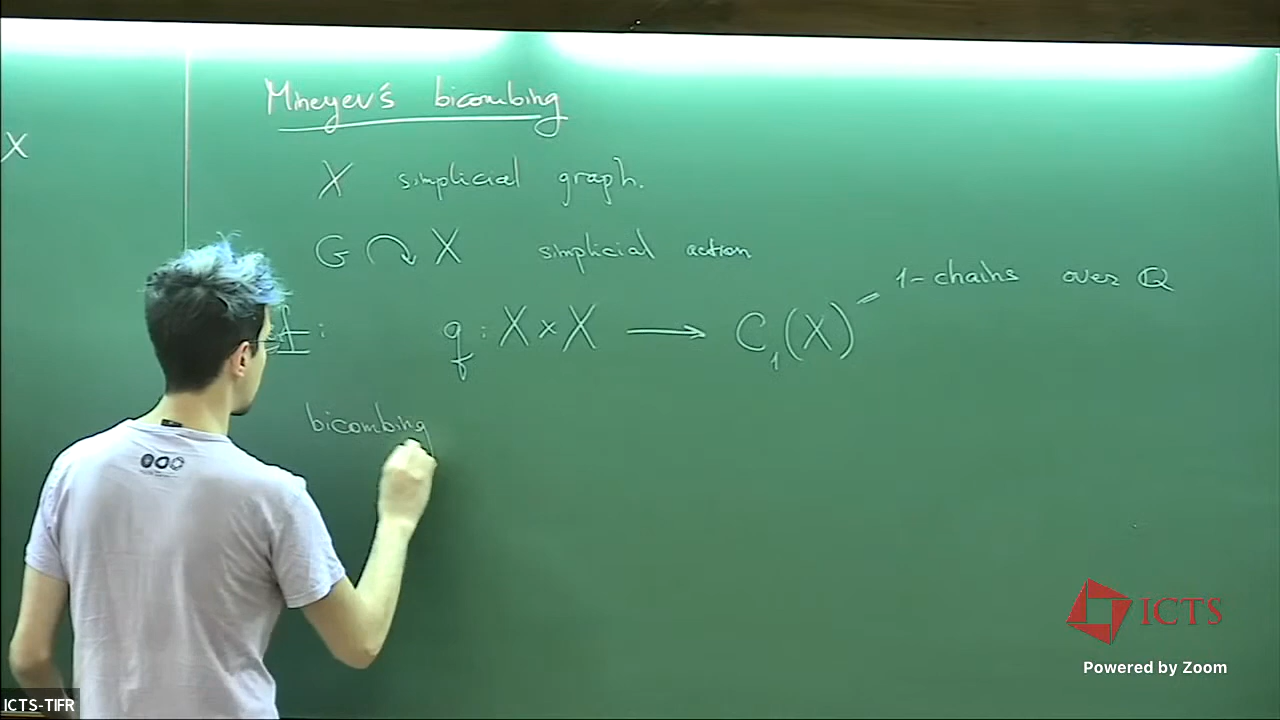 Mineyev's bicombing
X
X simplicial graph.
G ↷ X simplicial action
1-chains over Q
q : X × X → C₁(X)
bicombing
ICTS
Powered by Zoom
ICTS-TIFR